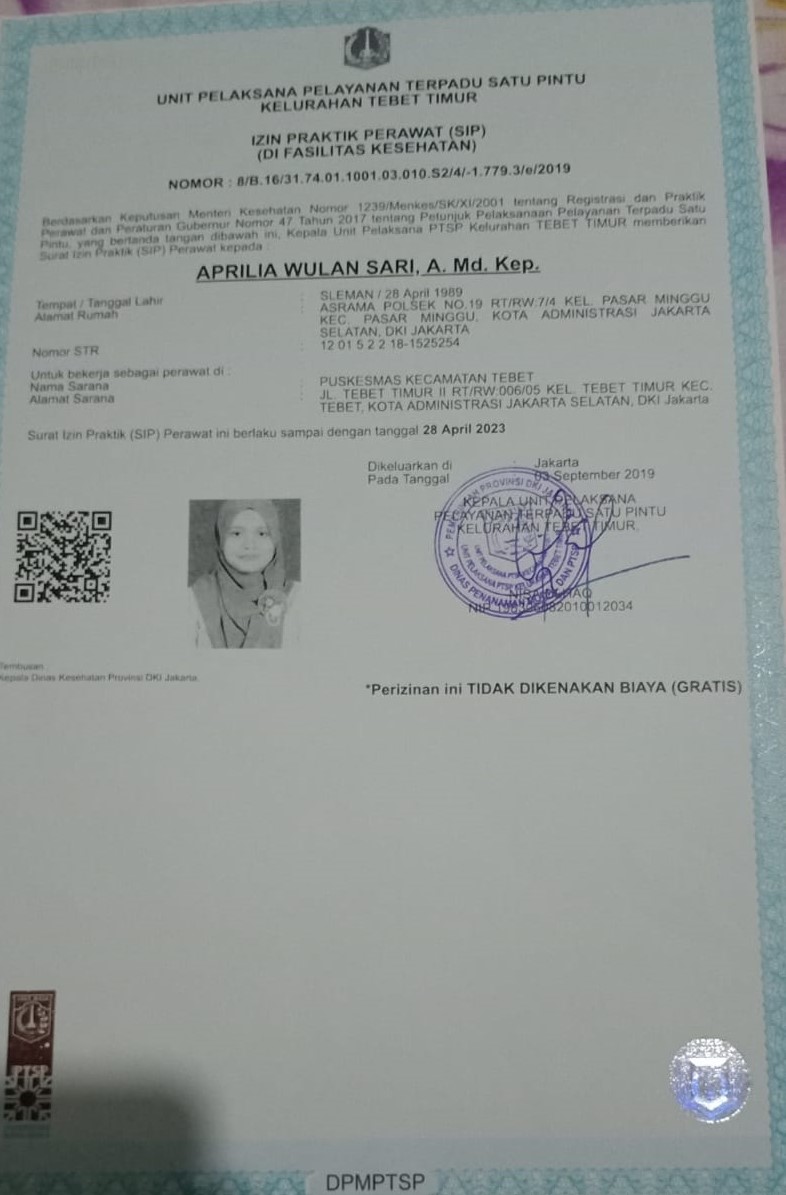 UNIT PELAKSANA PELAYANAN TERPADU SATU PINTU
KELURAHAN TEBET TIMUR
IZIN PRAKTIK PERAWAT (SIP)
(DI FASILITAS KESEHATAN)
NOMOR : 8/B.16/31.74.01.1001.03.010.S2/4/-1.779.3/e/2019
Berdasarkan Keputusan Menteri Kesehatan Nomor 1239/Menkes/SK/XI/2001 tentang Registrasi dan Praktik
Perawat dan Peraturan Gubernur Nomor 47 Tahun 2017 tentang Petunjuk Pelaksanaan Pelayanan Terpadu Satu
Pintu, yang bertanda tangan dibawah ini, Kepala Unit Pelaksana PTSP Kelurahan TEBET TIMUR memberikan
Surat Izin Praktik (SIP) Perawat kepada :
APRILIA WULAN SARI, A. Md. Kep.
Tempat / Tanggal Lahir : SLEMAN / 28 April 1989
Alamat Rumah : ASRAMA POLSEK NO.19 RT/RW:7/4 KEL. PASAR MINGGU
KEC. PASAR MINGGU, KOTA ADMINISTRASI JAKARTA
SELATAN, DKI JAKARTA
Nomor STR : 12 01 5 2 2 18-1525254
Untuk bekerja sebagai perawat di :
Nama Sarana : PUSKESMAS KECAMATAN TEBET
Alamat Sarana : JL. TEBET TIMUR II RT/RW:006/05 KEL. TEBET TIMUR KEC.
TEBET, KOTA ADMINISTRASI JAKARTA SELATAN, DKI Jakarta
Surat Izin Praktik (SIP) Perawat ini berlaku sampai dengan tanggal 28 April 2023
Dikeluarkan di : Jakarta
Pada Tanggal : 03 September 2019
KEPALA UNIT PELAKSANA
PELAYANAN TERPADU SATU PINTU
KELURAHAN TEBET TIMUR,
DINAS PENANAMAN MODAL DAN PTSP
Tembusan
Kepala Dinas Kesehatan Provinsi DKI Jakarta
*Perizinan ini TIDAK DIKENAKAN BIAYA (GRATIS)
PTSP
DPMPTSP